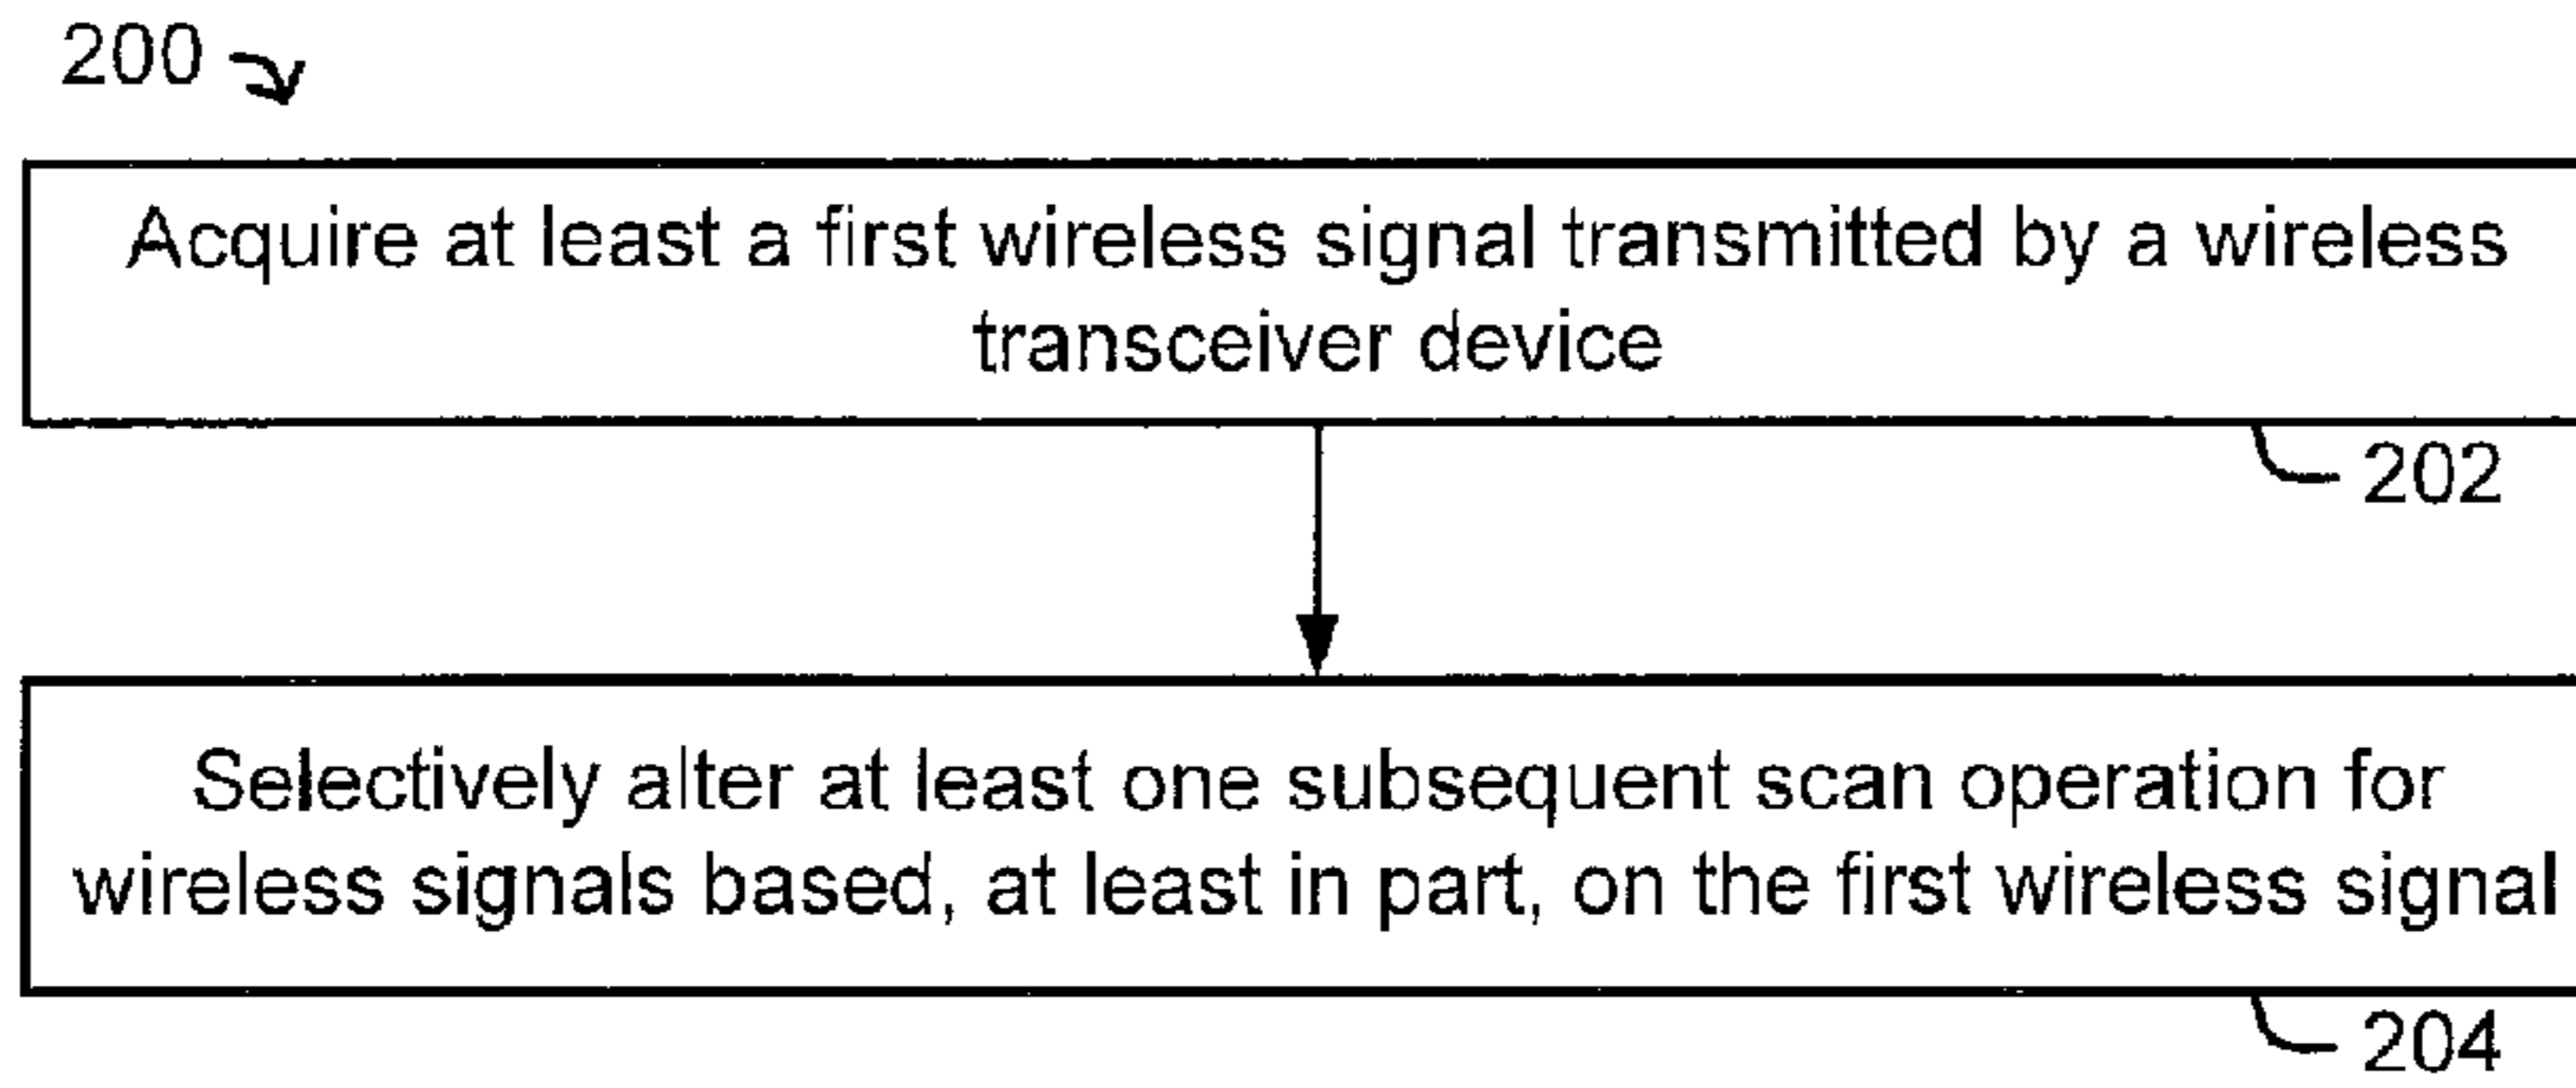 200
Acquire at least a first wireless signal transmitted by a wireless
transceiver device
202
Selectively alter at least one subsequent scan operation for
wireless signals based, at least in part, on the first wireless signal
204